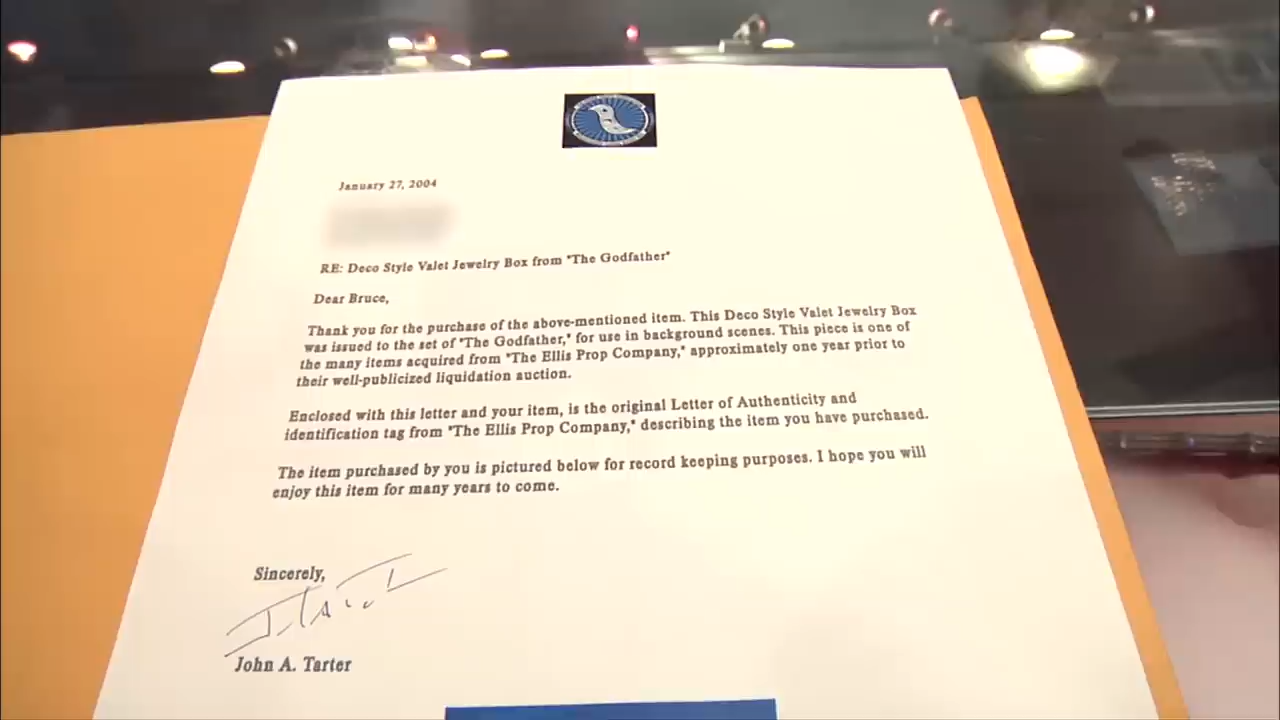 January 27, 2004
RE: Deco Style Valet Jewelry Box from "The Godfather"
Dear Bruce,
Thank you for the purchase of the above-mentioned item. This Deco Style Valet Jewelry Box
was issued to the set of "The Godfather," for use in background scenes. This piece is one of
the many items acquired from "The Ellis Prop Company," approximately one year prior to
their well-publicized liquidation auction.
Enclosed with this letter and your item, is the original Letter of Authenticity and
identification tag from "The Ellis Prop Company," describing the item you have purchased.
The item purchased by you is pictured below for record keeping purposes. I hope you will
enjoy this item for many years to come.
Sincerely,
John A. Tarter